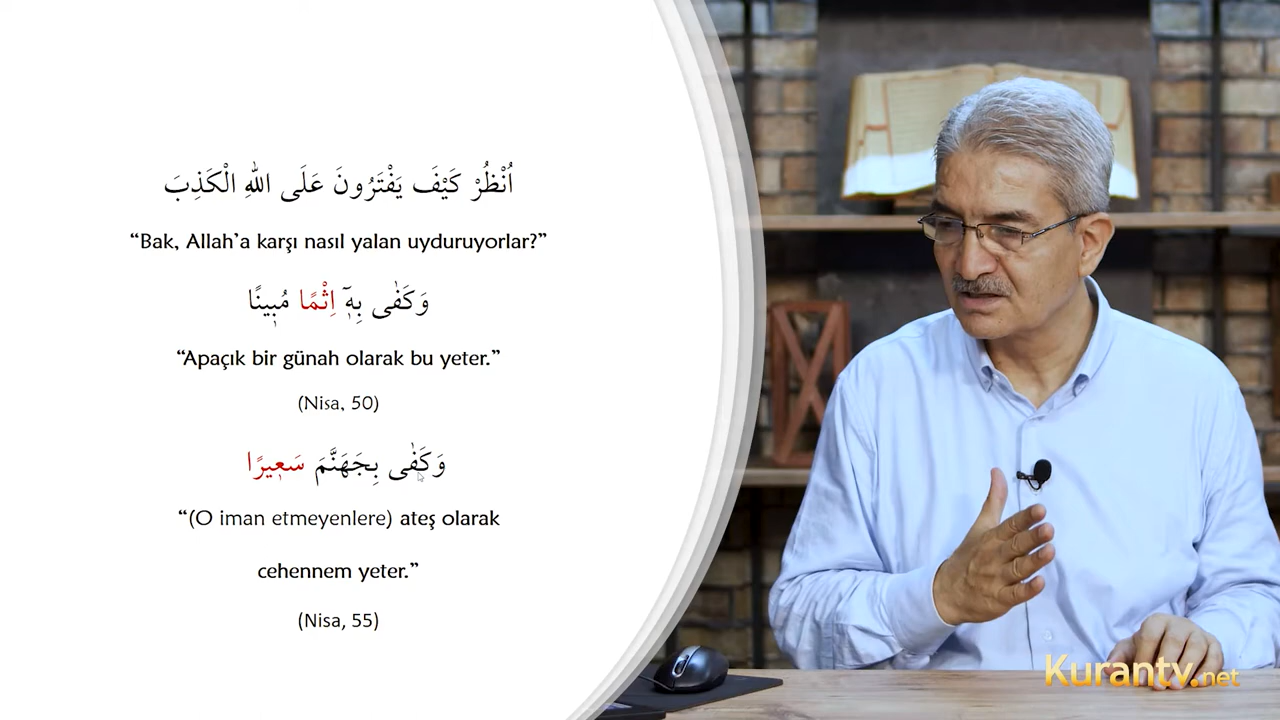 اُنْظُرْ كَيْفَ يَفْتَرُونَ عَلَى اللّٰهِ الْكَذِبَ
“Bak, Allah’a karşı nasıl yalan uyduruyorlar?”
وَكَفٰى بِهٖٓ اِثْمًا مُب۪ينًا
“Apaçık bir günah olarak bu yeter.”
(Nisa, 50)
وَكَفٰى بِجَهَنَّمَ سَع۪يرًا
“(O iman etmeyenlere) ateş olarak
cehennem yeter.”
(Nisa, 55)
Kurantv.net